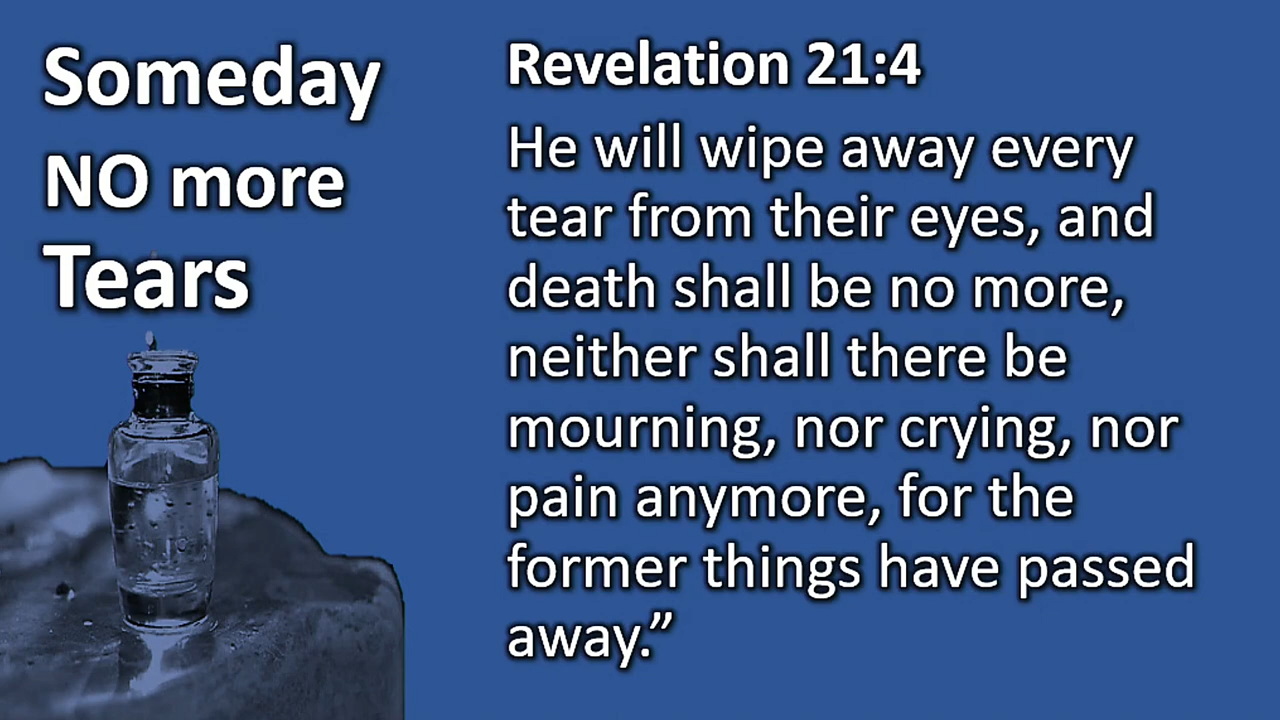 Someday
NO more
Tears
Revelation 21:4
He will wipe away every
tear from their eyes, and
death shall be no more,
neither shall there be
mourning, nor crying, nor
pain anymore, for the
former things have passed
away.”